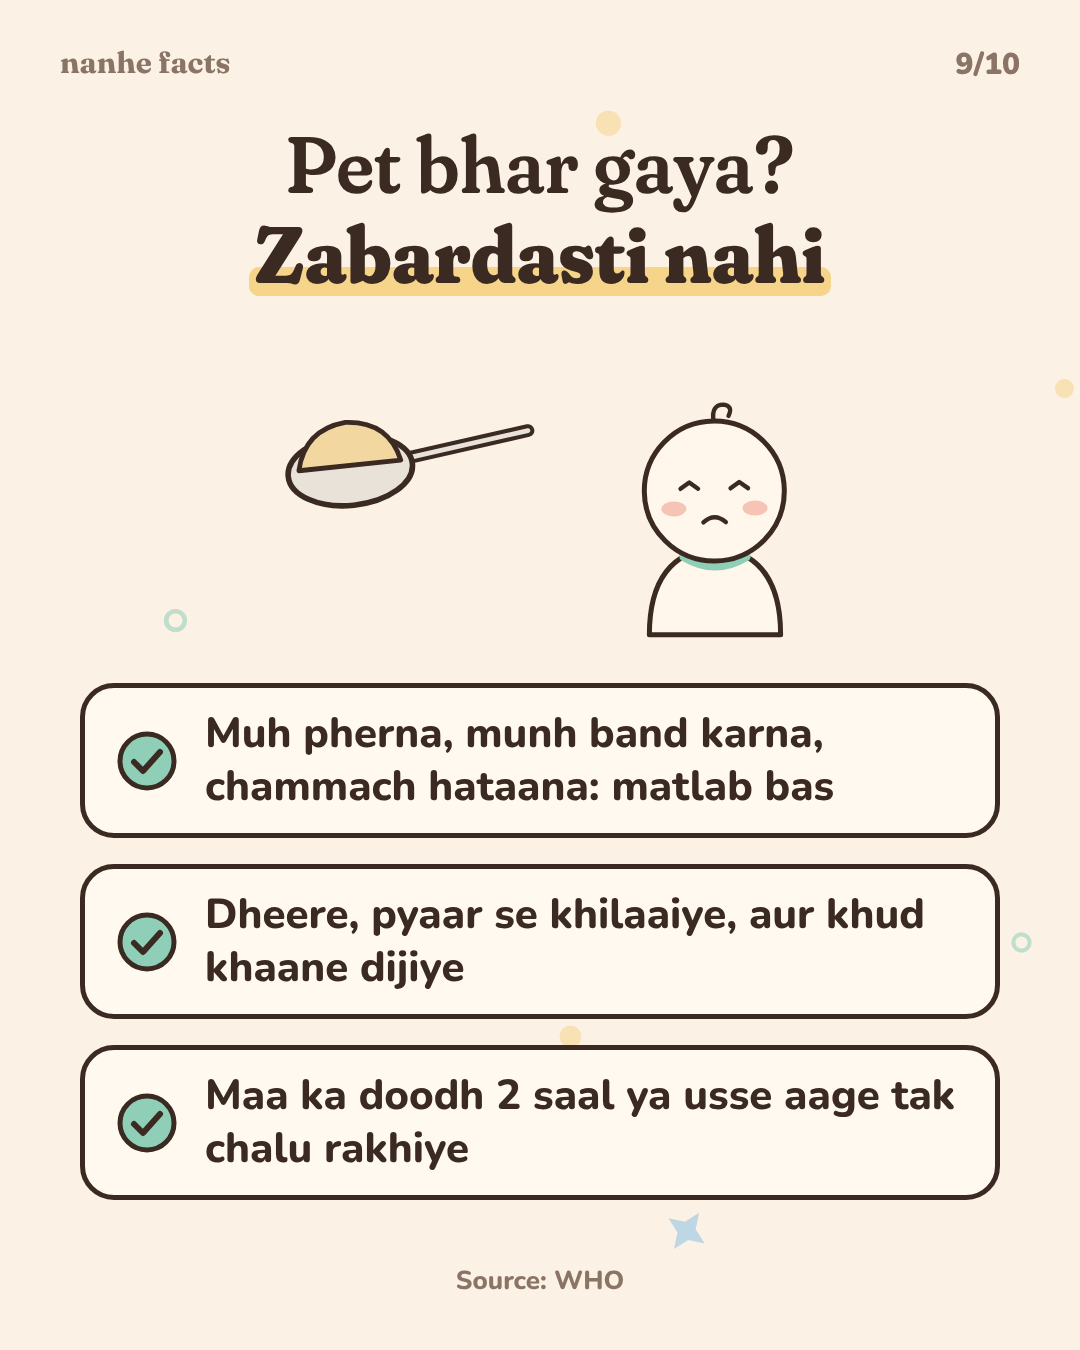 nanhe facts
9/10
Pet bhar gaya?
Zabardasti nahi
Muh pherna, munh band karna,
chammach hataana: matlab bas
Dheere, pyaar se khilaaiye, aur khud
khaane dijiye
Maa ka doodh 2 saal ya usse aage tak
chalu rakhiye
Source: WHO